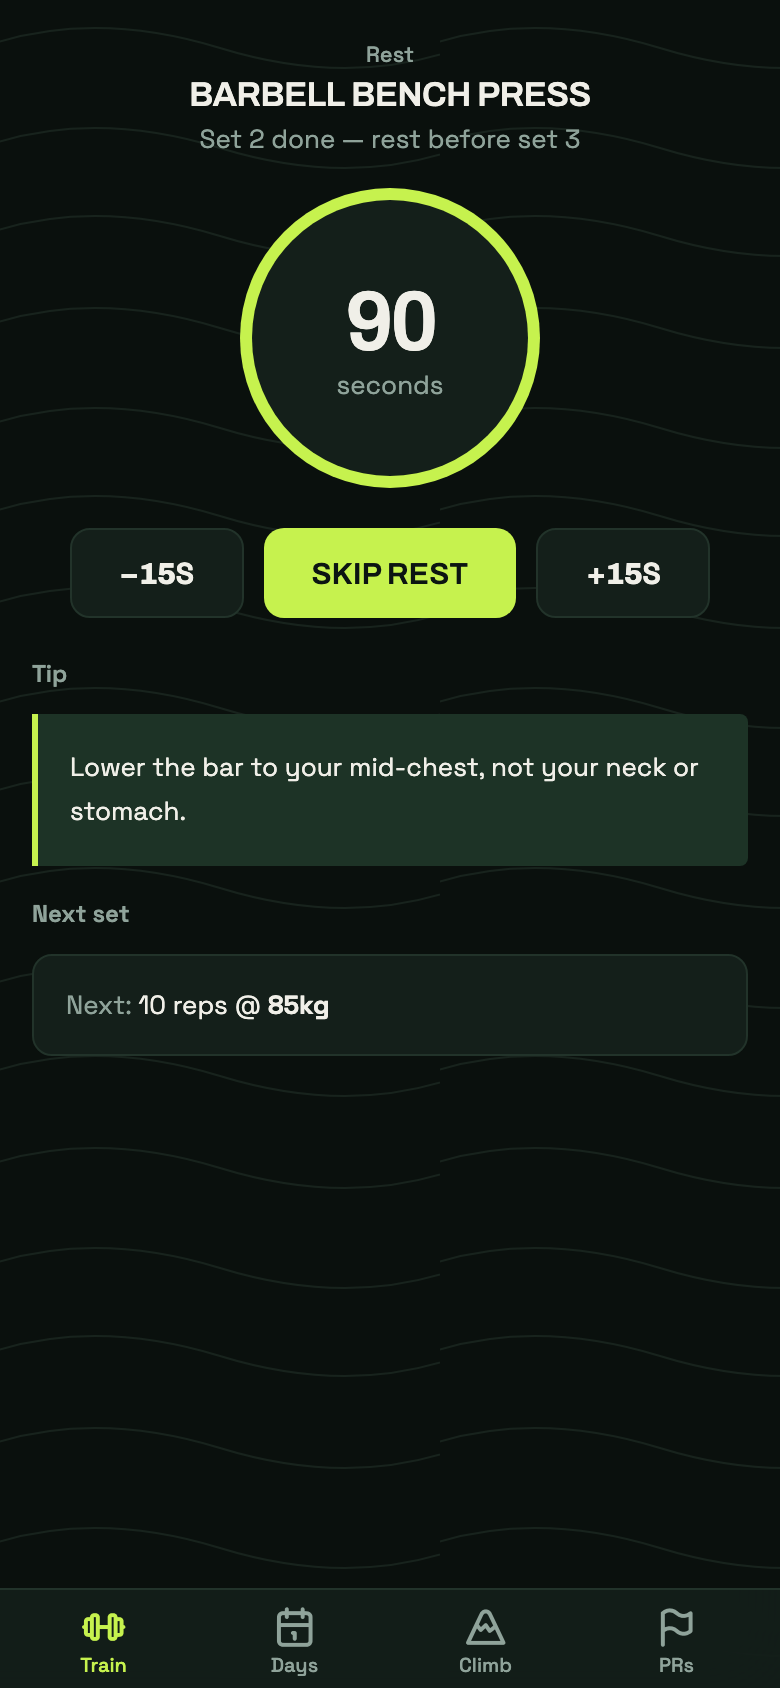 Rest
BARBELL BENCH PRESS
Set 2 done — rest before set 3
90
seconds
–15S
SKIP REST
+15S
Tip
Lower the bar to your mid-chest, not your neck or
stomach.
Next set
Next: 10 reps @ 85kg
Train
Days
Climb
PRs